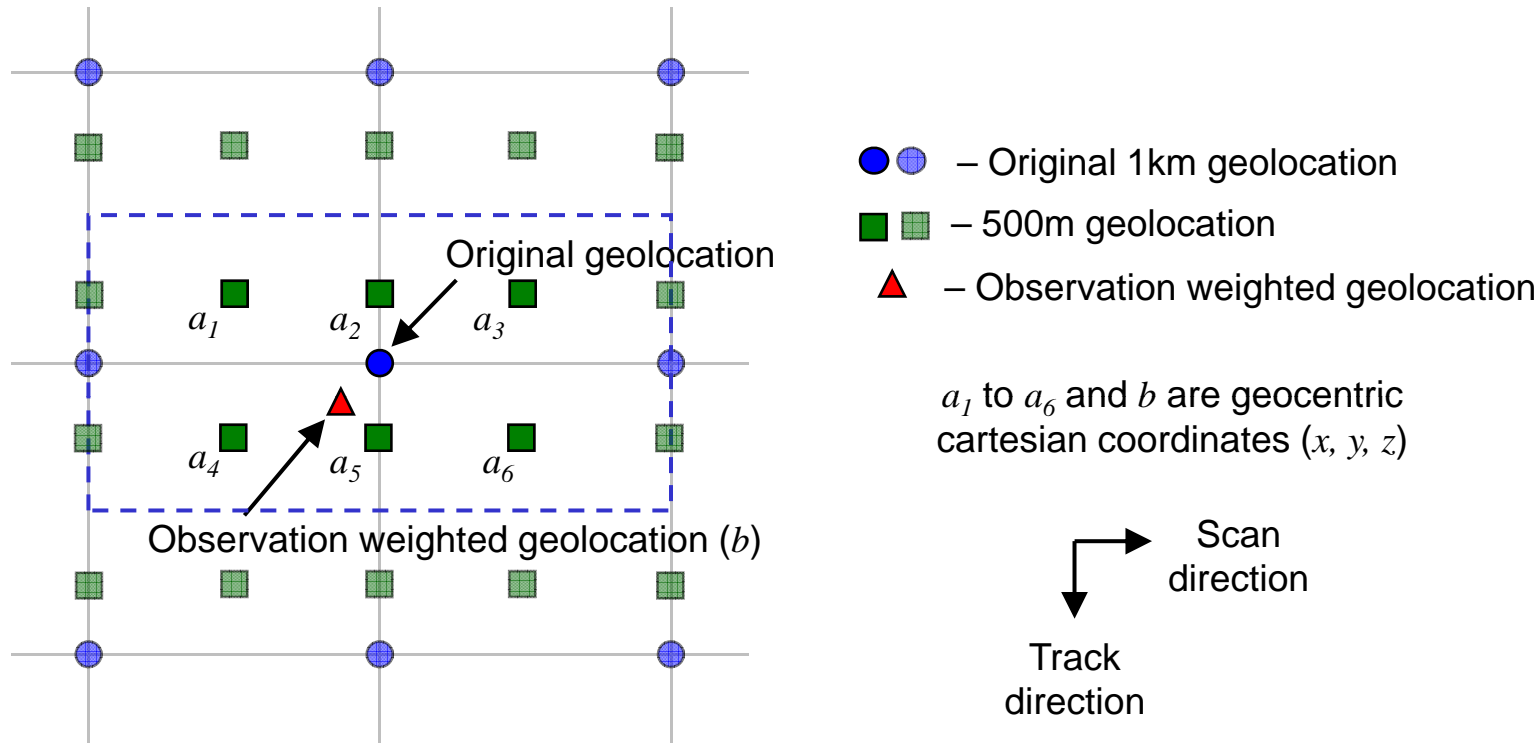 Original geolocation
a1
a2
a3
a4
a5
a6
Observation weighted geolocation (b)
– Original 1km geolocation
– 500m geolocation
– Observation weighted geolocation
a1 to a6 and b are geocentric
cartesian coordinates (x, y, z)
Scan
direction
Track
direction